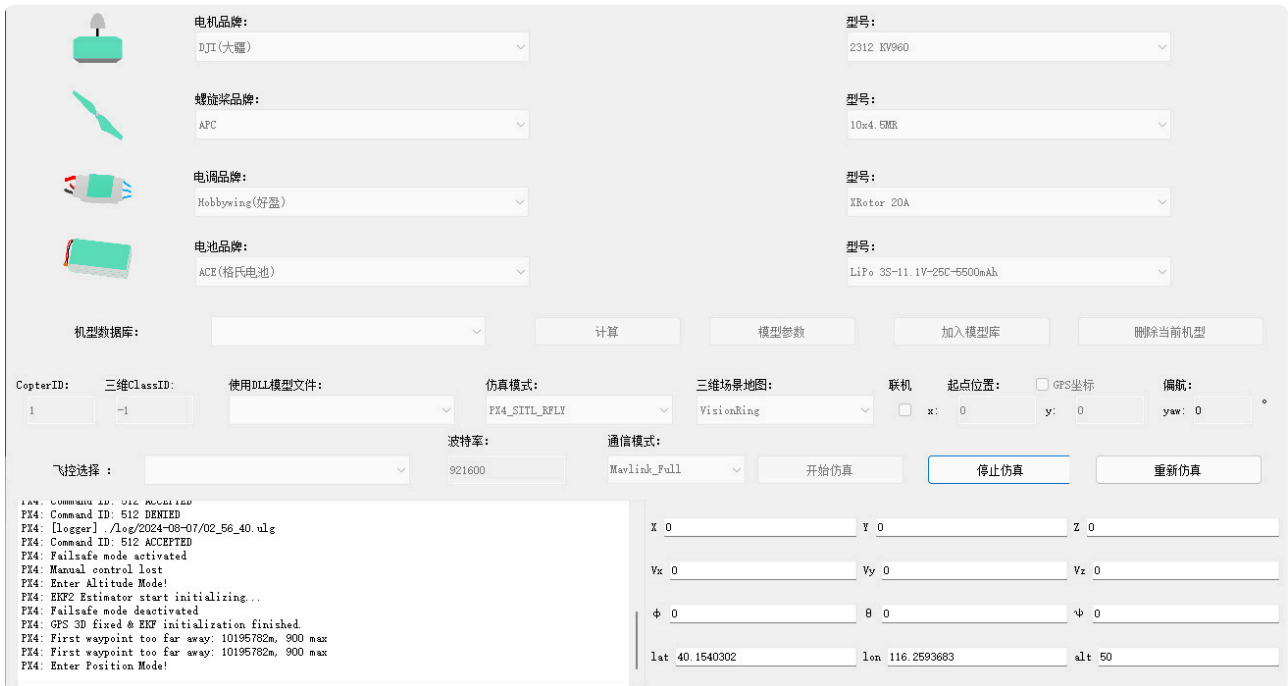 电机品牌: 型号:
DJI(大疆) 2312 KV960
螺旋桨品牌: 型号:
APC 10x4.5MR
电调品牌: 型号:
Hobbywing(好盈) XRotor 20A
电池品牌: 型号:
ACE(格氏电池) LiPo 3S-11.1V-25C-5500mAh
机型数据库: 计算 模型参数 加入模型库 删除当前机型
CopterID: 三维ClassID: 使用DLL模型文件: 仿真模式: 三维场景地图: 联机 起点位置: GPS坐标 偏航:
1 -1 PX4_SITL_RFLY VisionRing x: 0 y: 0 yaw: 0 °
波特率: 通信模式:
飞控选择 : 921600 Mavlink_Full 开始仿真 停止仿真 重新仿真
PX4: Command ID: 512 ACCEPTED
PX4: Command ID: 512 DENIED
PX4: [logger] ./log/2024-08-07/02_56_40.ulg
PX4: Command ID: 512 ACCEPTED
PX4: Failsafe mode activated
PX4: Manual control lost
PX4: Enter Altitude Mode!
PX4: EKF2 Estimator start initializing...
PX4: Failsafe mode deactivated
PX4: GPS 3D fixed & EKF initialization finished.
PX4: First waypoint too far away: 10195782m, 900 max
PX4: First waypoint too far away: 10195782m, 900 max
PX4: Enter Position Mode!
X 0 Y 0 Z 0
Vx 0 Vy 0 Vz 0
ϕ 0 θ 0 ψ 0
lat 40.1540302 lon 116.2593683 alt 50